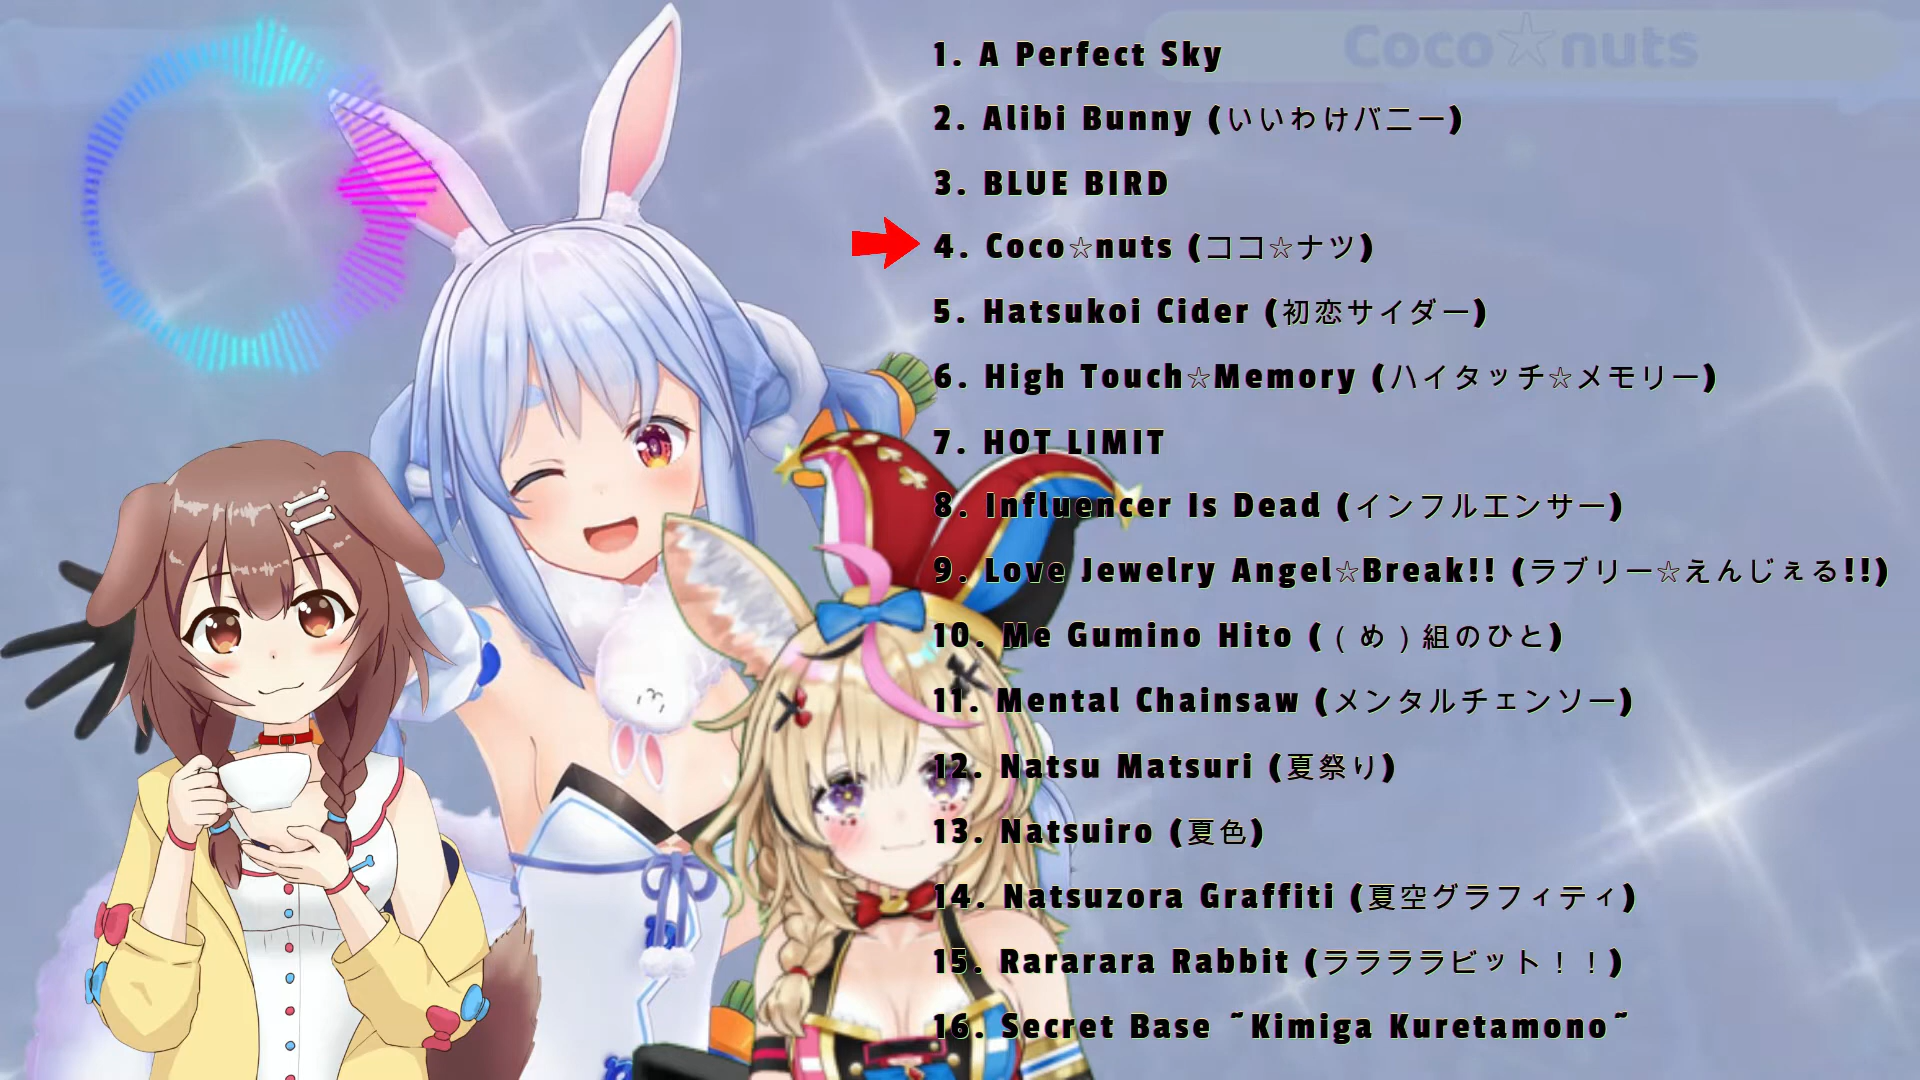 Coco☆nuts
1. A Perfect Sky
2. Alibi Bunny (いいわけバニー)
3. BLUE BIRD
4. Coco☆nuts (ココ☆ナツ)
5. Hatsukoi Cider (初恋サイダー)
6. High Touch☆Memory (ハイタッチ☆メモリー)
7. HOT LIMIT
8. Influencer Is Dead (インフルエンサー)
9. Love Jewelry Angel☆Break!! (ラブリー☆えんじぇる!!)
10. Me Gumino Hito (（め）組のひと)
11. Mental Chainsaw (メンタルチェンソー)
12. Natsu Matsuri (夏祭り)
13. Natsuiro (夏色)
14. Natsuzora Graffiti (夏空グラフィティ)
15. Rararara Rabbit (ララララビット！！)
16. Secret Base ˜Kimiga Kuretamono˜